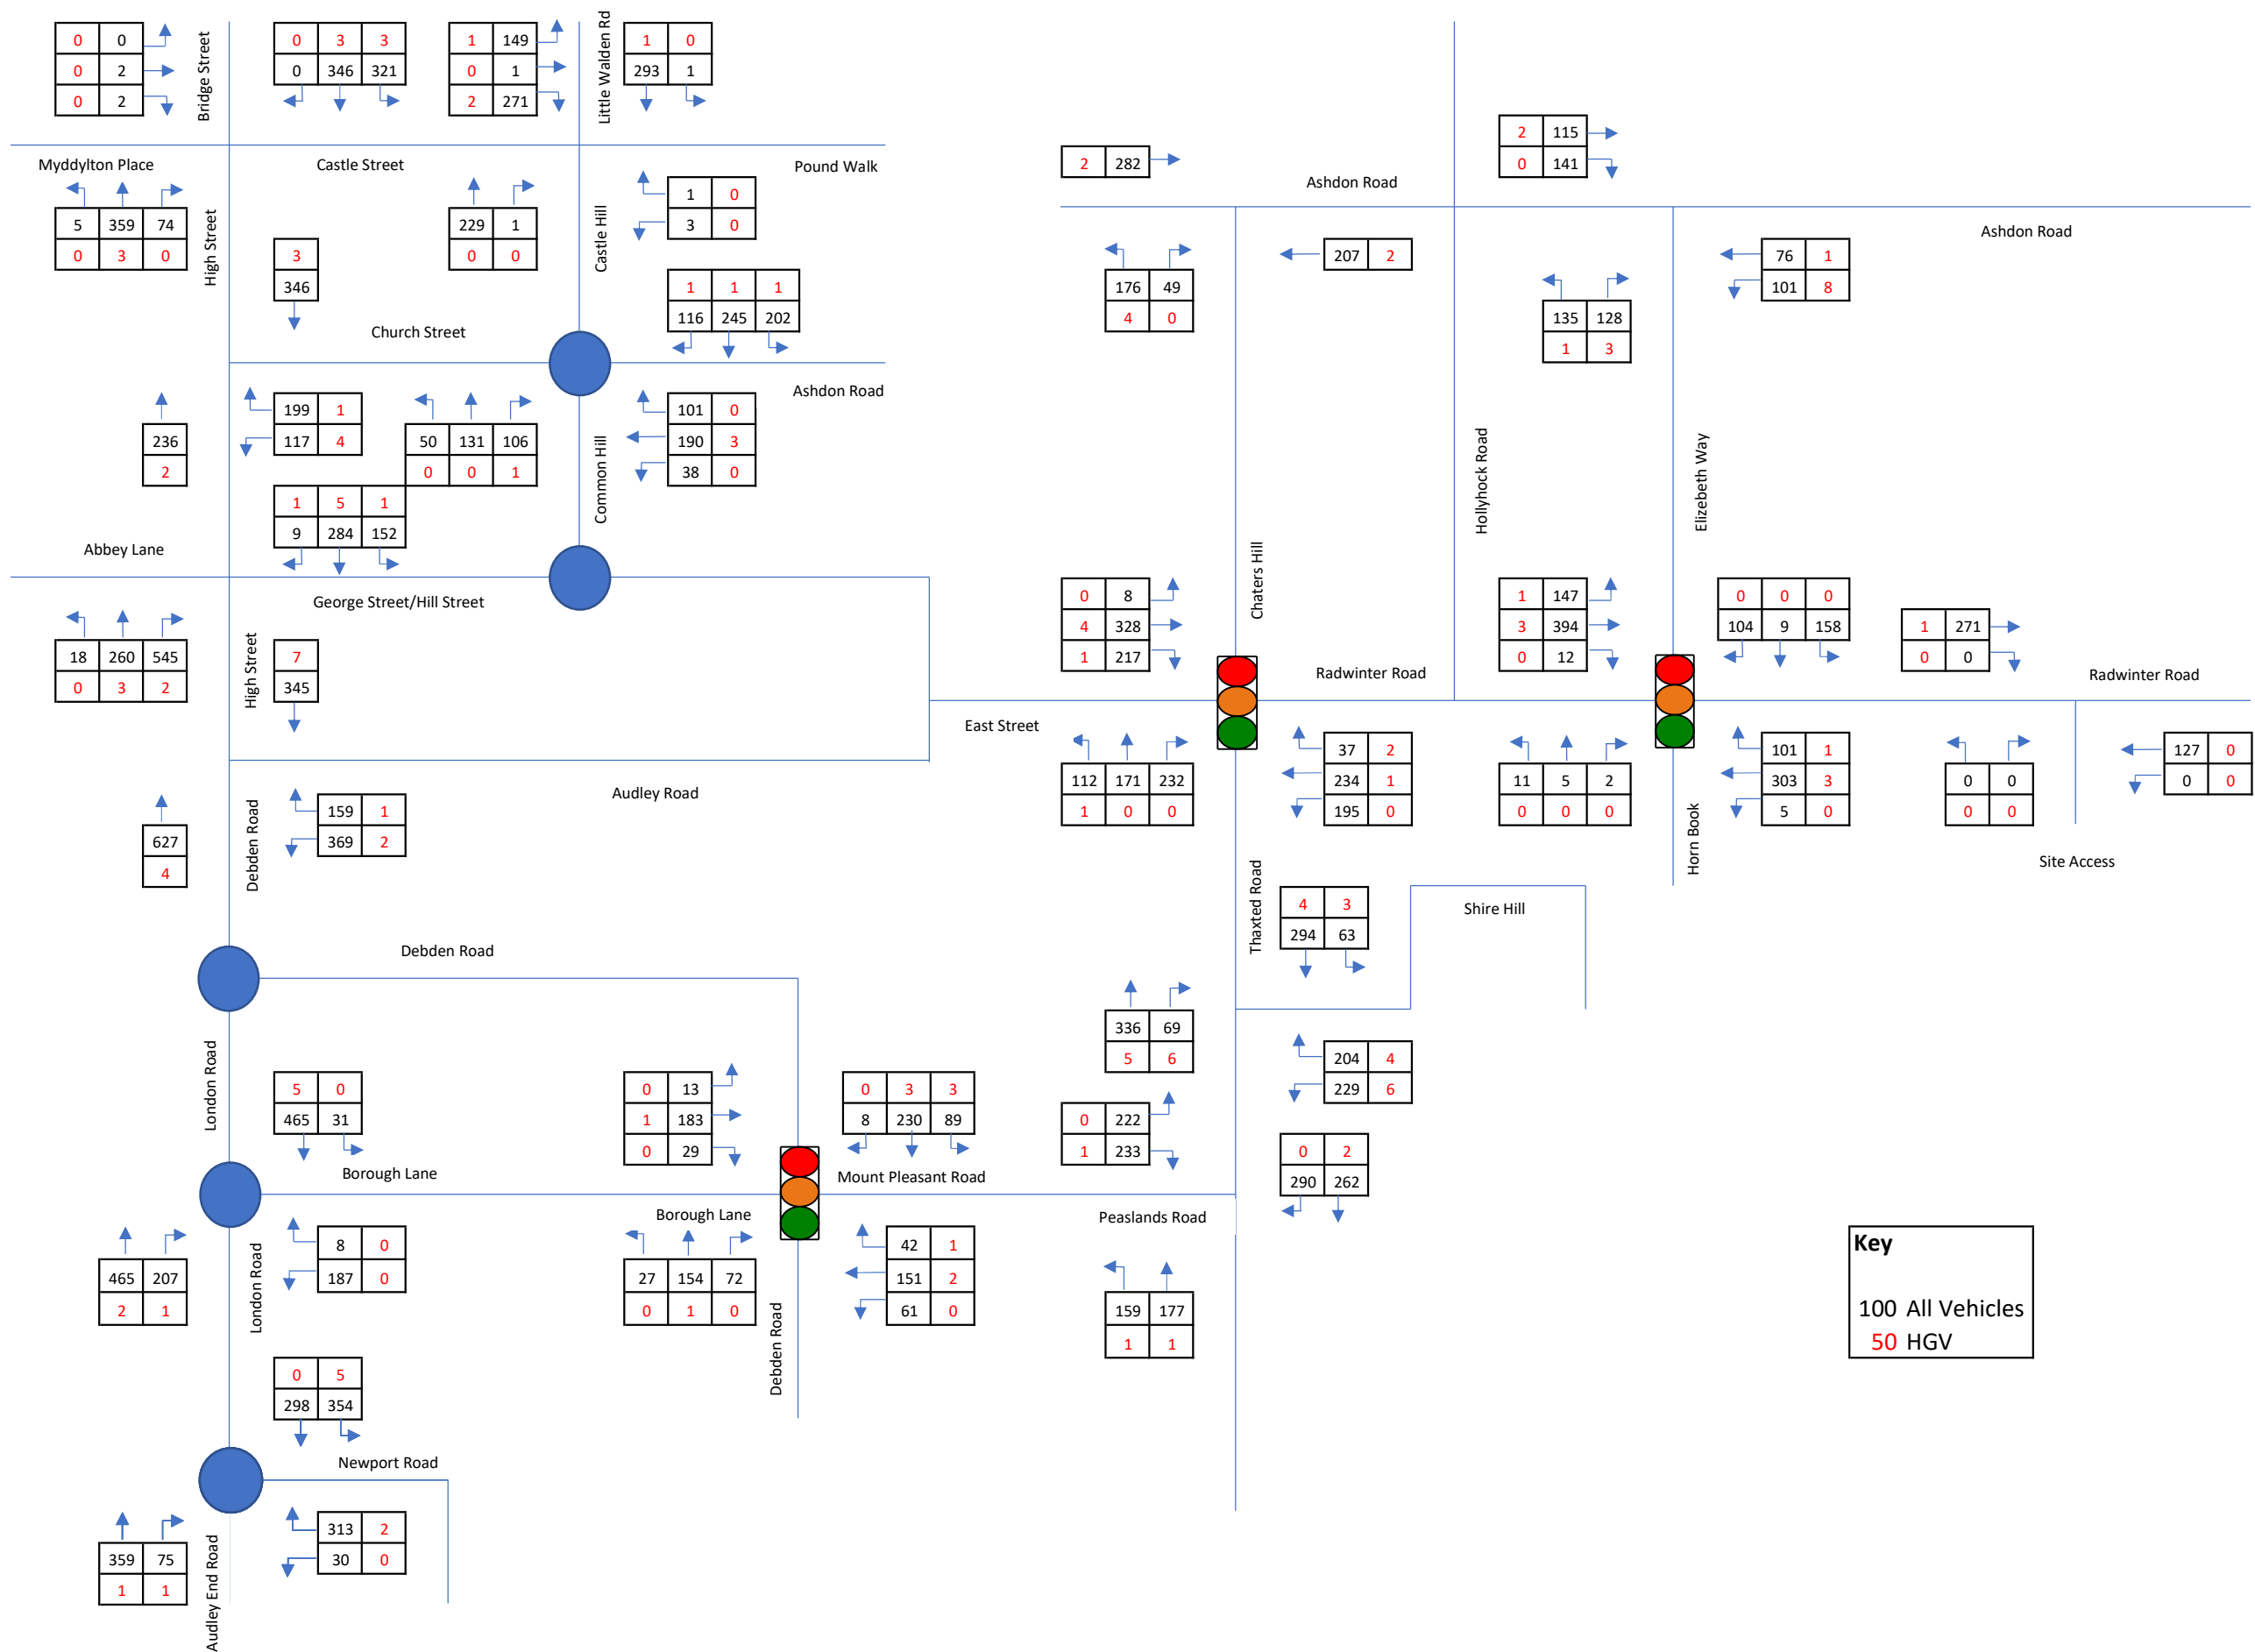 0 0
0 2
0 2
Bridge Street
0 3 3
0 346 321
1 149
0 1
2 271
Little Walden Rd
1 0
293 1
Myddylton Place
Castle Street
Pound Walk
5 359 74
0 3 0
High Street
3
346
229 1
0 0
Castle Hill
1 0
3 0
1 1 1
116 245 202
Church Street
Ashdon Road
236
2
199 1
117 4
50 131 106
0 0 1
Common Hill
101 0
190 3
38 0
1 5 1
9 284 152
Abbey Lane
George Street/Hill Street
18 260 545
0 3 2
High Street
7
345
Audley Road
627
4
Debden Road
159 1
369 2
Debden Road
London Road
5 0
465 31
Borough Lane
0 13
1 183
0 29
0 3 3
8 230 89
Mount Pleasant Road
Borough Lane
465 207
2 1
London Road
8 0
187 0
27 154 72
0 1 0
Debden Road
42 1
151 2
61 0
0 5
298 354
Newport Road
359 75
1 1
Audley End Road
313 2
30 0
2 282
Ashdon Road
2 115
0 141
Ashdon Road
176 49
4 0
207 2
135 128
1 3
76 1
101 8
Chaters Hill
Hollyhock Road
Elizebeth Way
0 8
4 328
1 217
Radwinter Road
1 147
3 394
0 12
0 0 0
104 9 158
1 271
0 0
Radwinter Road
East Street
112 171 232
1 0 0
37 2
234 1
195 0
11 5 2
0 0 0
Horn Book
101 1
303 3
5 0
0 0
0 0
127 0
0 0
Site Access
Thaxted Road
4 3
294 63
Shire Hill
336 69
5 6
204 4
229 6
0 222
1 233
0 2
290 262
Peaslands Road
159 177
1 1
Key
100 All Vehicles
50 HGV